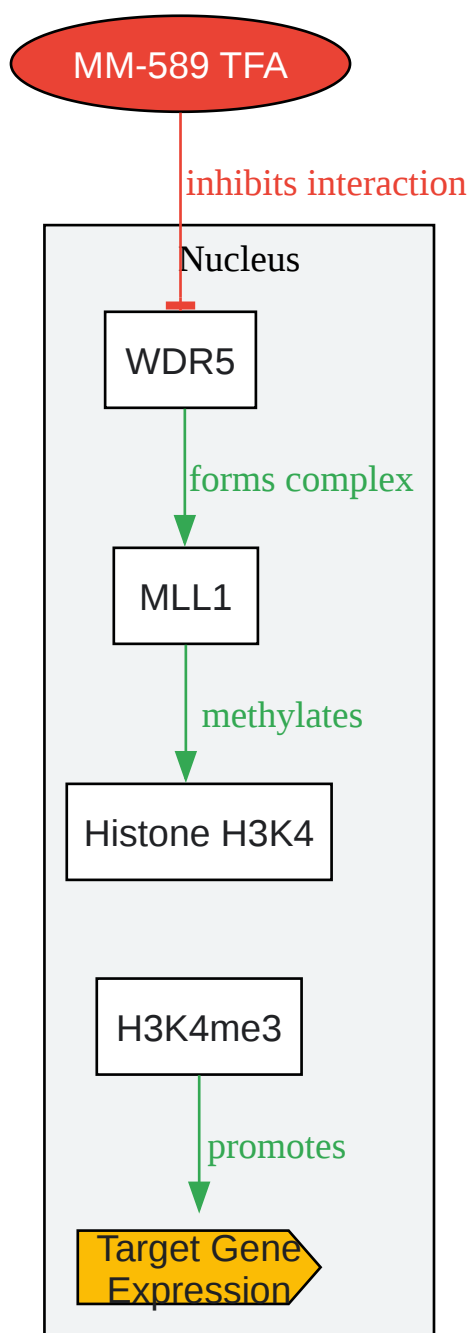 MM-589 TFA
inhibits interaction
Nucleus
WDR5
forms complex
MLL1
methylates
Histone H3K4
H3K4me3
promotes
Target Gene
Expression